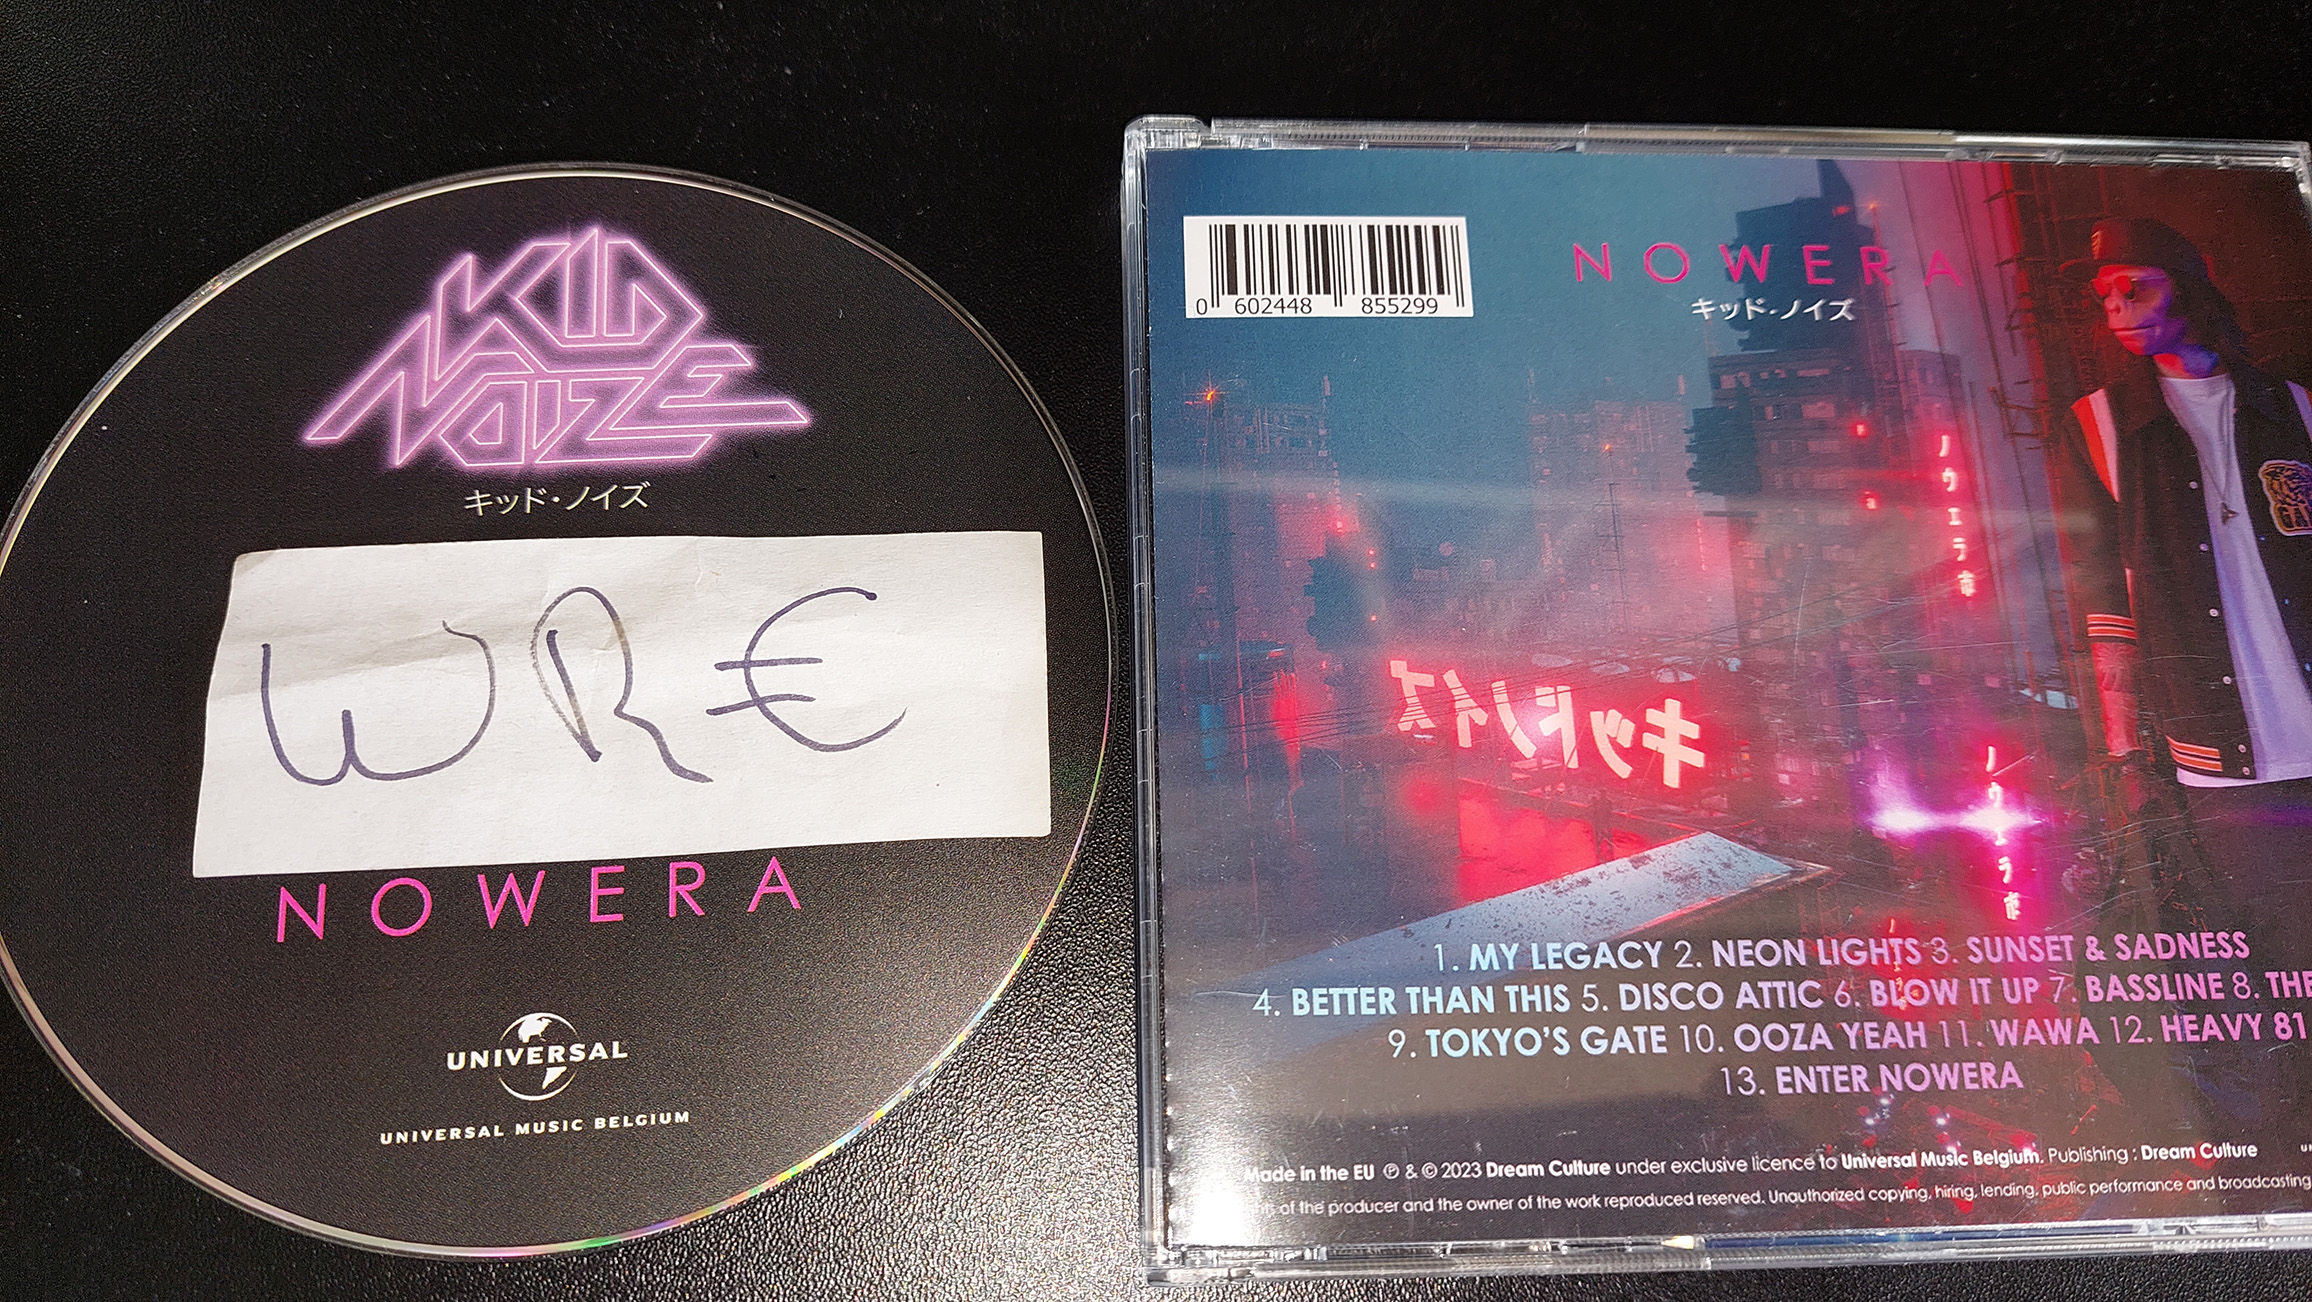 KID
NOIZE
キッド・ノイズ
WR€
NOWERA
UNIVERSAL
UNIVERSAL MUSIC BELGIUM
0 602448 855299
NOWERA
キッド・ノイズ
ノウエラ市
キッドノイズ
ノウエラ市
1. MY LEGACY 2. NEON LIGHTS 3. SUNSET & SADNESS
4. BETTER THAN THIS 5. DISCO ATTIC 6. BLOW IT UP 7. BASSLINE 8. THE
9. TOKYO'S GATE 10. OOZA YEAH 11. WAWA 12. HEAVY 81
13. ENTER NOWERA
Made in the EU ℗ & © 2023 Dream Culture under exclusive licence to Universal Music Belgium. Publishing : Dream Culture
of the producer and the owner of the work reproduced reserved. Unauthorized copying, hiring, lending, public performance and broadcasting